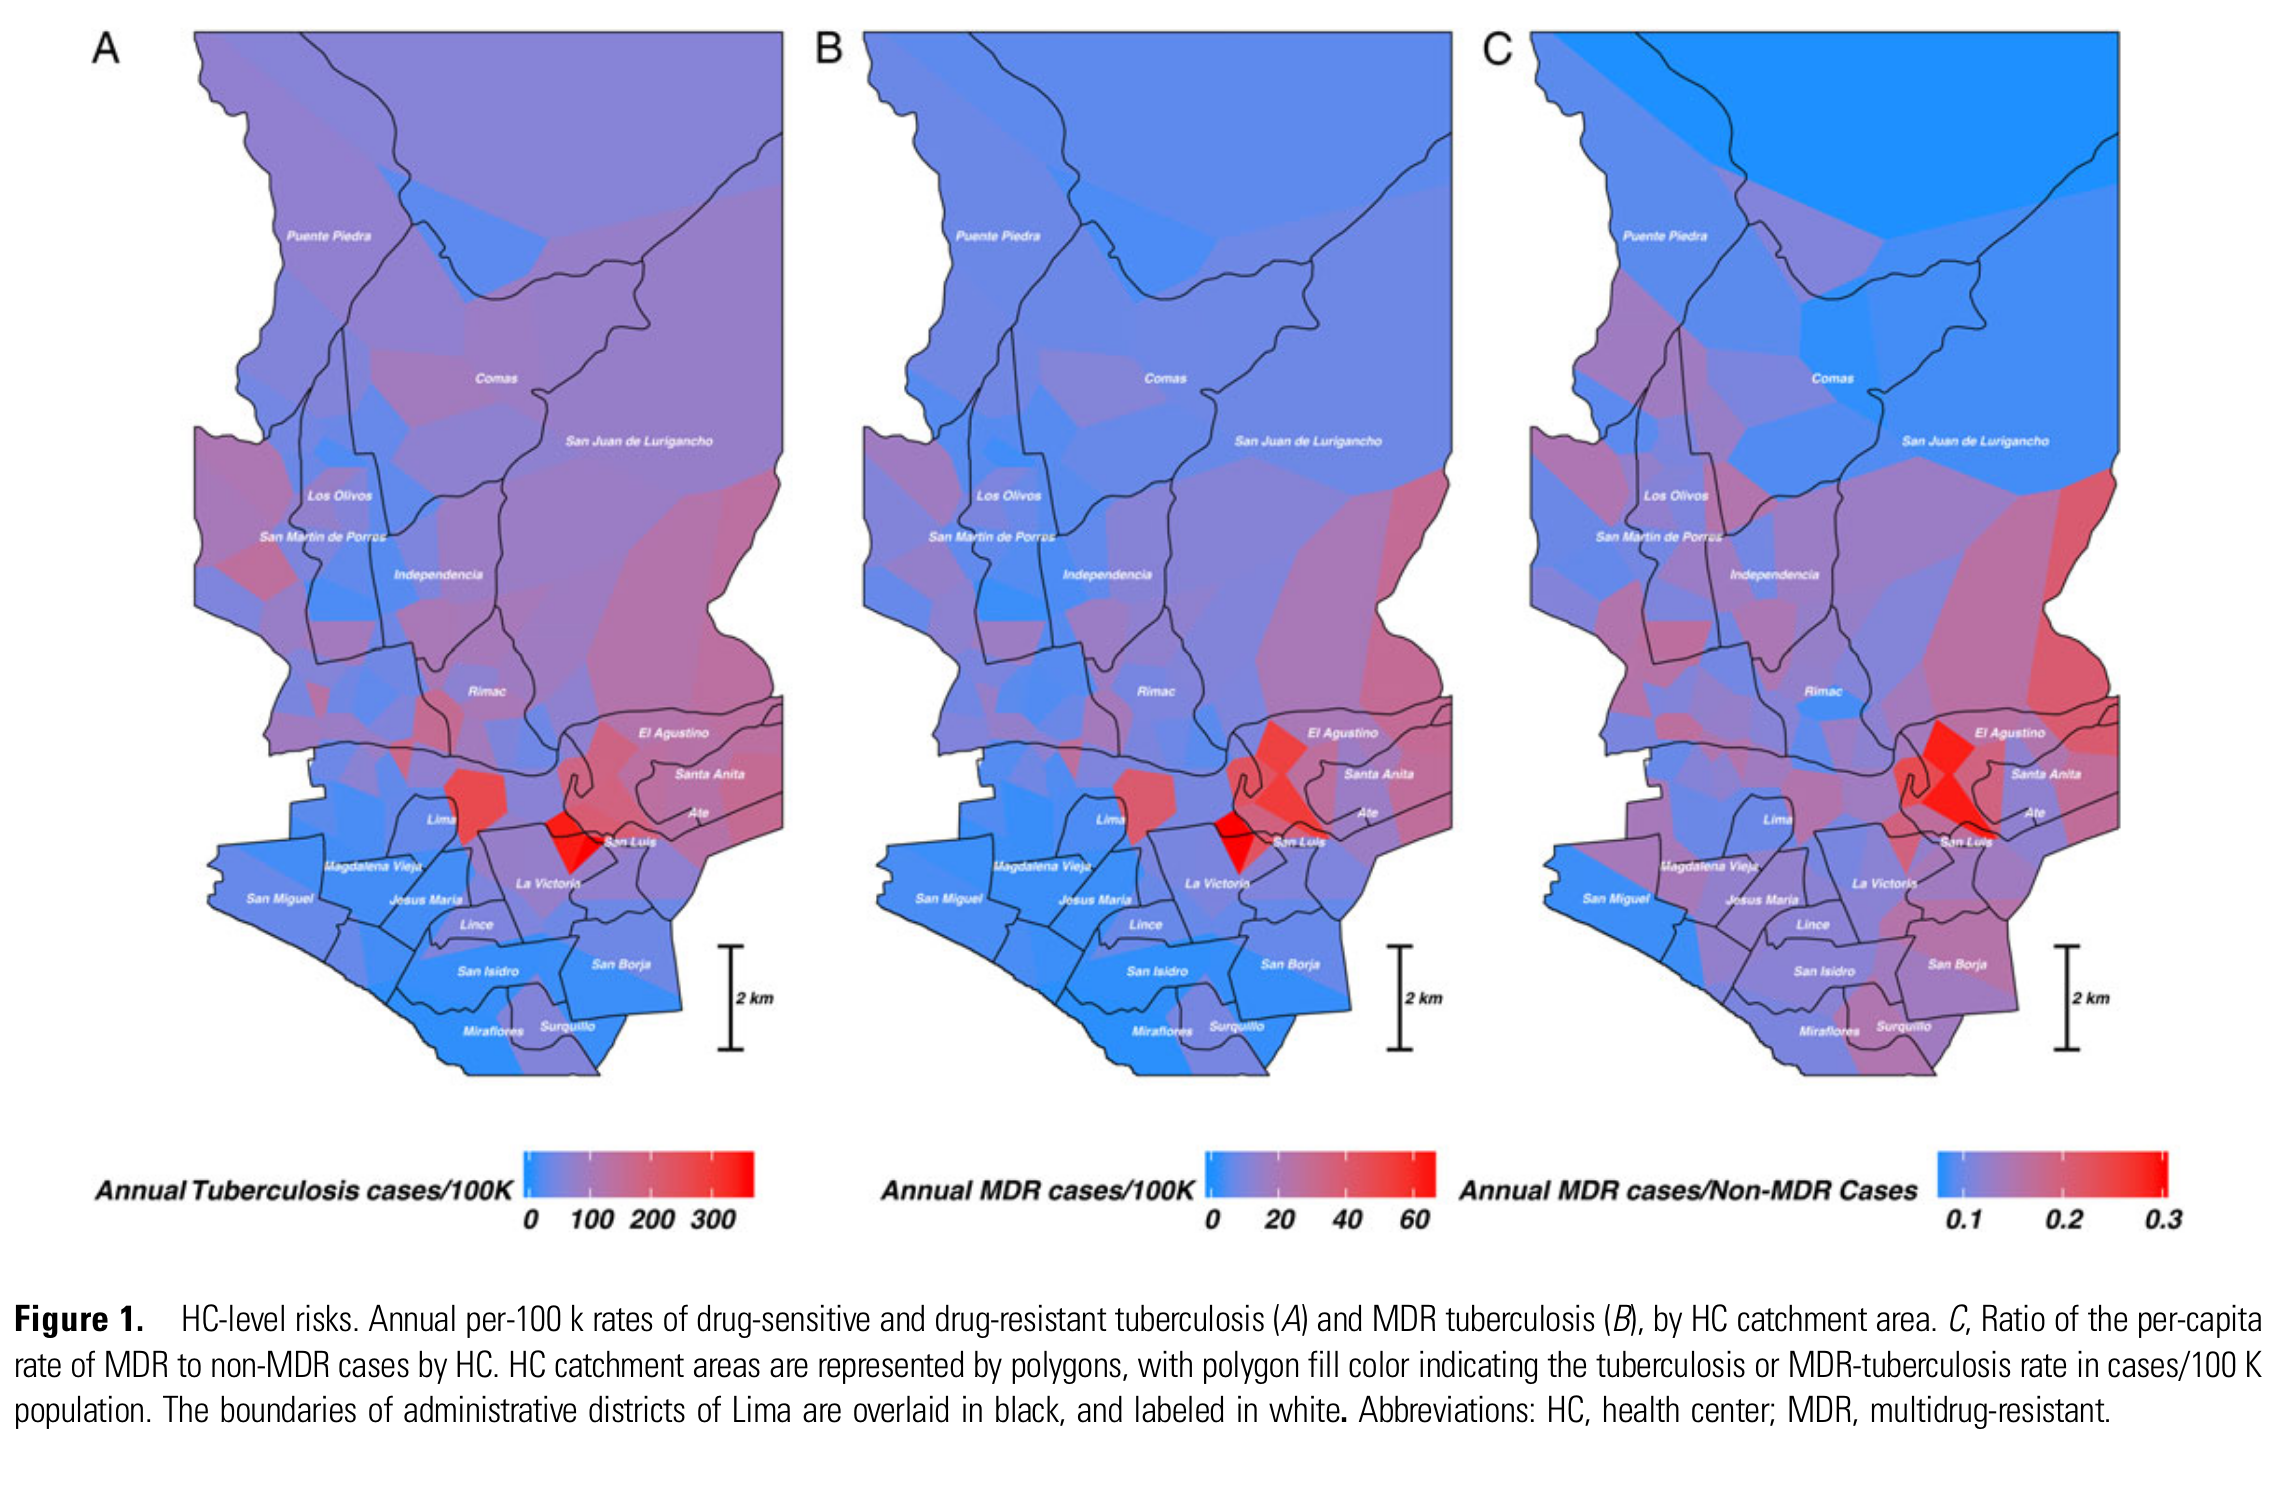 A
B
C
Puente Piedra
Comas
San Juan de Lurigancho
Los Olivos
San Martin de Porres
Independencia
Rimac
El Agustino
Santa Anita
Ate
Lima
San Luis
Magdalena Vieja
La Victoria
San Miguel
Jesus Maria
Lince
San Isidro
San Borja
Miraflores
Surquillo
2 km
Puente Piedra
Comas
San Juan de Lurigancho
Los Olivos
San Martin de Porres
Independencia
Rimac
El Agustino
Santa Anita
Ate
Lima
San Luis
Magdalena Vieja
La Victoria
San Miguel
Jesus Maria
Lince
San Isidro
San Borja
Miraflores
Surquillo
2 km
Puente Piedra
Comas
San Juan de Lurigancho
Los Olivos
San Martin de Porres
Independencia
Rimac
El Agustino
Santa Anita
Ate
Lima
San Luis
Magdalena Vieja
La Victoria
San Miguel
Jesus Maria
Lince
San Isidro
San Borja
Miraflores
Surquillo
2 km
Annual Tuberculosis cases/100K
0 100 200 300
Annual MDR cases/100K
0 20 40 60
Annual MDR cases/Non-MDR Cases
0.1 0.2 0.3
Figure 1. HC-level risks. Annual per-100 k rates of drug-sensitive and drug-resistant tuberculosis (A) and MDR tuberculosis (B), by HC catchment area. C, Ratio of the per-capita
rate of MDR to non-MDR cases by HC. HC catchment areas are represented by polygons, with polygon fill color indicating the tuberculosis or MDR-tuberculosis rate in cases/100 K
population. The boundaries of administrative districts of Lima are overlaid in black, and labeled in white. Abbreviations: HC, health center; MDR, multidrug-resistant.